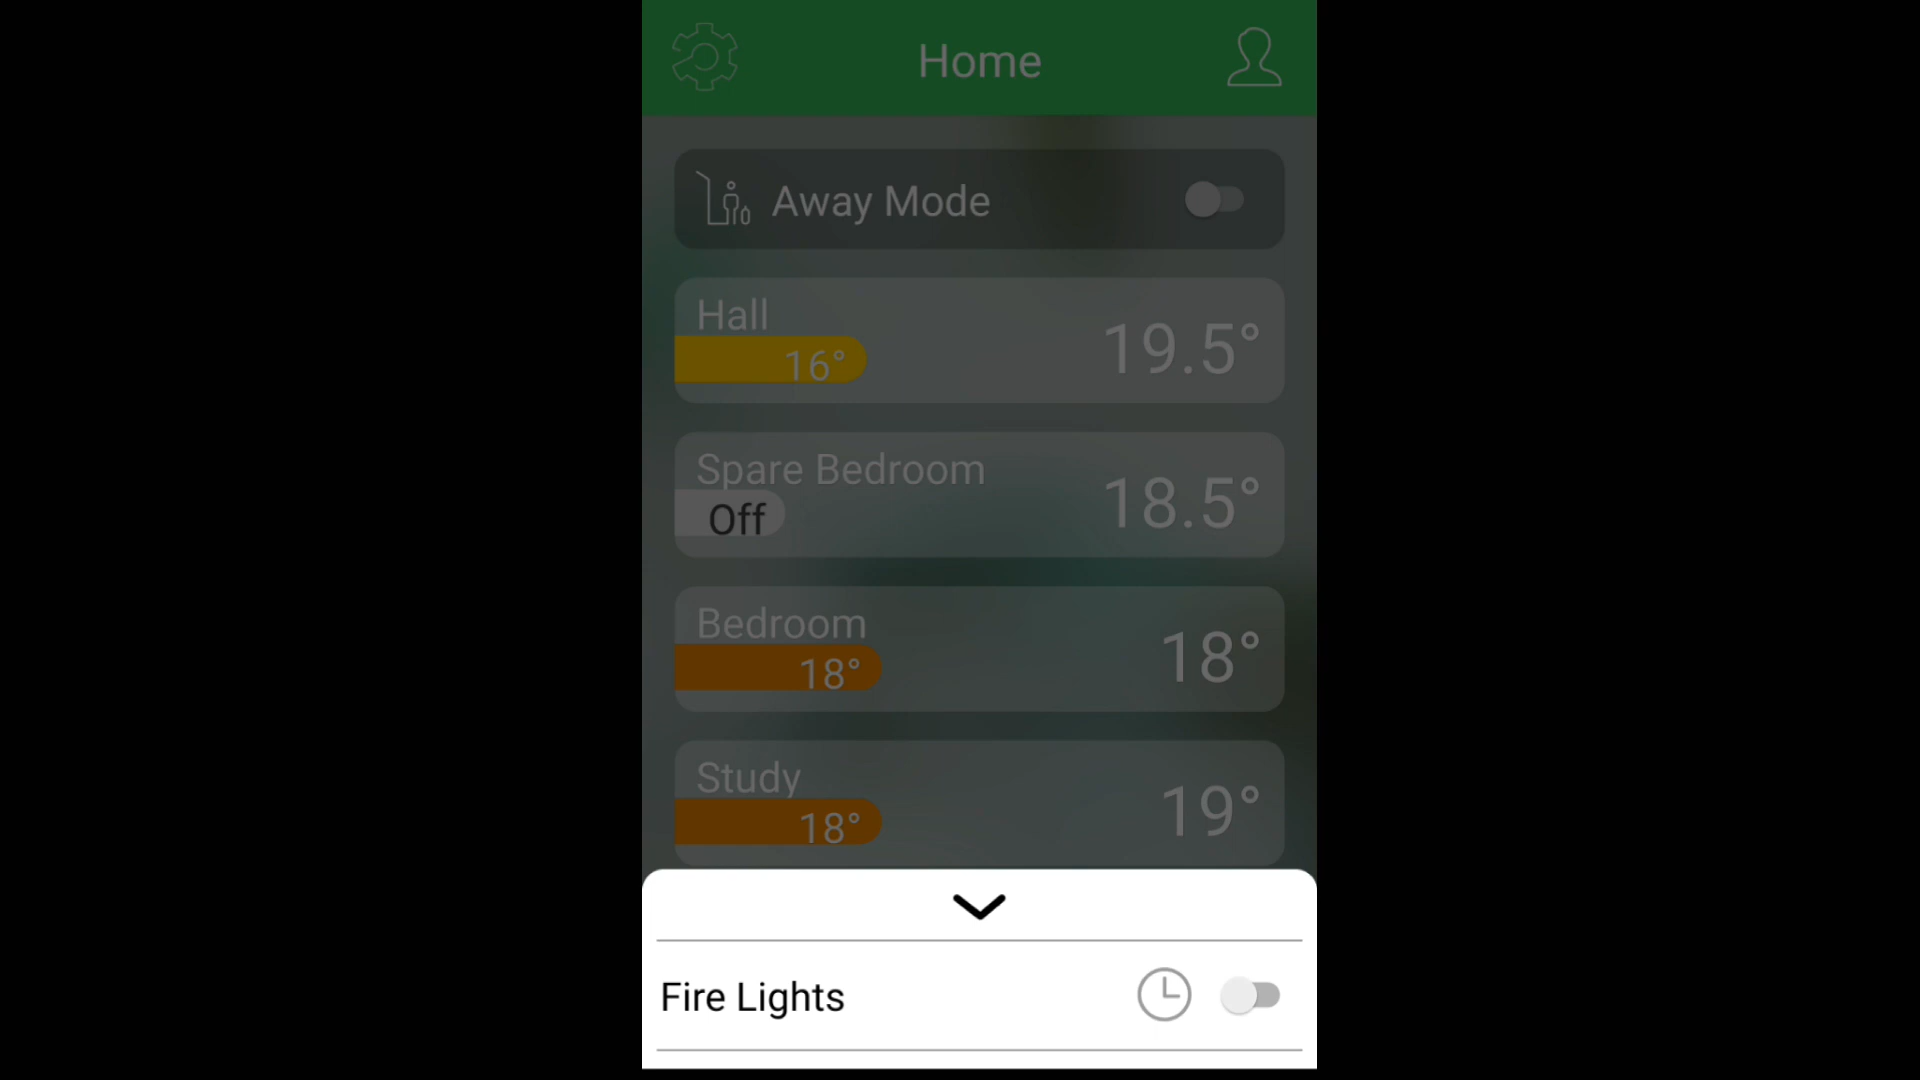 Home
Away Mode
Hall
16°
19.5°
Spare Bedroom
Off
18.5°
Bedroom
18°
18°
Study
18°
19°
Fire Lights